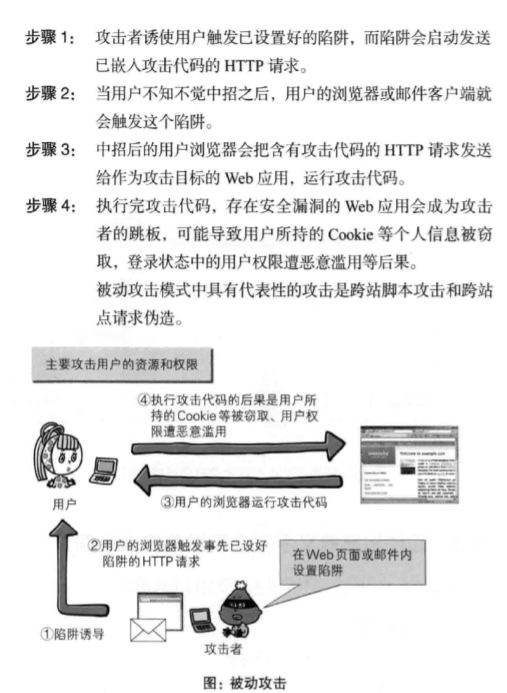 步骤 1： 攻击者诱使用户触发已设置好的陷阱，而陷阱会启动发送
已嵌入攻击代码的 HTTP 请求。
步骤 2： 当用户不知不觉中招之后，用户的浏览器或邮件客户端就
会触发这个陷阱。
步骤 3： 中招后的用户浏览器会把含有攻击代码的 HTTP 请求发送
给作为攻击目标的 Web 应用，运行攻击代码。
步骤 4： 执行完攻击代码，存在安全漏洞的 Web 应用会成为攻击
者的跳板，可能导致用户所持的 Cookie 等个人信息被窃
取，登录状态中的用户权限遭恶意滥用等后果。
被动攻击模式中具有代表性的攻击是跨站脚本攻击和跨站
点请求伪造。
主要攻击用户的资源和权限
④执行攻击代码的后果是用户所
持的Cookie等被窃取、用户权
限遭恶意滥用
Welcome to example.com
用户
③用户的浏览器运行攻击代码
②用户的浏览器触发事先已设好
陷阱的HTTP请求
在Web页面或邮件内
设置陷阱
①陷阱诱导
攻击者
图：被动攻击